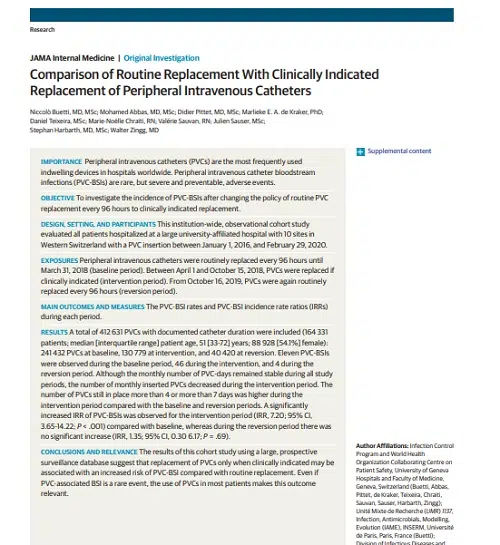 Research
JAMA Internal Medicine | Original Investigation
Comparison of Routine Replacement With Clinically Indicated
Replacement of Peripheral Intravenous Catheters
Niccolò Buetti, MD, MSc; Mohamed Abbas, MD, MSc; Didier Pittet, MD, MSc; Marlieke E. A. de Kraker, PhD;
Daniel Teixeira, MSc; Marie-Noëlle Chraiti, RN; Valérie Sauvan, RN; Julien Sauser, MSc;
Stephan Harbarth, MD, MSc; Walter Zingg, MD
Supplemental content
IMPORTANCE Peripheral intravenous catheters (PVCs) are the most frequently used
indwelling devices in hospitals worldwide. Peripheral intravenous catheter bloodstream
infections (PVC-BSIs) are rare, but severe and preventable, adverse events.
OBJECTIVE To investigate the incidence of PVC-BSIs after changing the policy of routine PVC
replacement every 96 hours to clinically indicated replacement.
DESIGN, SETTING, AND PARTICIPANTS This institution-wide, observational cohort study
evaluated all patients hospitalized at a large university-affiliated hospital with 10 sites in
Western Switzerland with a PVC insertion between January 1, 2016, and February 29, 2020.
EXPOSURES Peripheral intravenous catheters were routinely replaced every 96 hours until
March 31, 2018 (baseline period). Between April 1 and October 15, 2018, PVCs were replaced if
clinically indicated (intervention period). From October 16, 2019, PVCs were again routinely
replaced every 96 hours (reversion period).
MAIN OUTCOMES AND MEASURES The PVC-BSI rates and PVC-BSI incidence rate ratios (IRRs)
during each period.
RESULTS A total of 412 631 PVCs with documented catheter duration were included (164 331
patients; median [interquartile range] patient age, 51 [33-72] years; 88 928 [54.1%] female):
241 432 PVCs at baseline, 130 779 at intervention, and 40 420 at reversion. Eleven PVC-BSIs
were observed during the baseline period, 46 during the intervention, and 4 during the
reversion period. Although the monthly number of PVC-days remained stable during all study
periods, the number of monthly inserted PVCs decreased during the intervention period. The
number of PVCs still in place more than 4 or more than 7 days was higher during the
intervention period compared with the baseline and reversion periods. A significantly
increased IRR of PVC-BSIs was observed for the intervention period (IRR, 7.20; 95% CI,
3.65-14.22; P < .001) compared with baseline, whereas during the reversion period there was
no significant increase (IRR, 1.35; 95% CI, 0.30 6.17; P = .69).
CONCLUSIONS AND RELEVANCE The results of this cohort study using a large, prospective
surveillance database suggest that replacement of PVCs only when clinically indicated may be
associated with an increased risk of PVC-BSI compared with routine replacement. Even if
PVC-associated BSI is a rare event, the use of PVCs in most patients makes this outcome
relevant.
Author Affiliations: Infection Control
Program and World Health
Organization Collaborating Centre on
Patient Safety, University of Geneva
Hospitals and Faculty of Medicine,
Geneva, Switzerland (Buetti, Abbas,
Pittet, de Kraker, Teixeira, Chraiti,
Sauvan, Sauser, Harbarth, Zingg);
Unité Mixte de Recherche (UMR) 1137,
Infection, Antimicrobials, Modelling,
Evolution (IAME), INSERM, Université
de Paris, Paris, France (Buetti);
Division of Infectious Diseases and